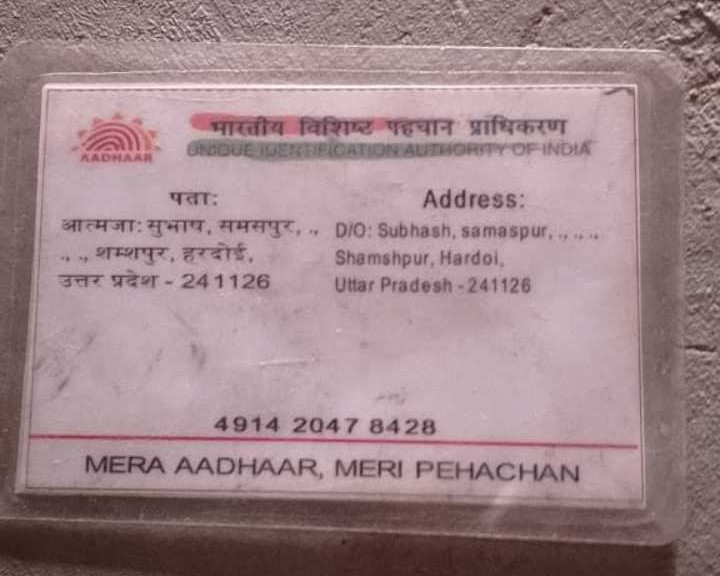 भारतीय विशिष्ट पहचान प्राधिकरण
AADHAAR
UNIQUE IDENTIFICATION AUTHORITY OF INDIA
पता:
आत्मजा: सुभाष, समसपुर, ., ., ., शम्शपुर, हरदोई,
उत्तर प्रदेश - 241126
Address:
D/O: Subhash, samaspur, ., ., ., .
Shamshpur, Hardoi,
Uttar Pradesh - 241126
4914 2047 8428
MERA AADHAAR, MERI PEHACHAN